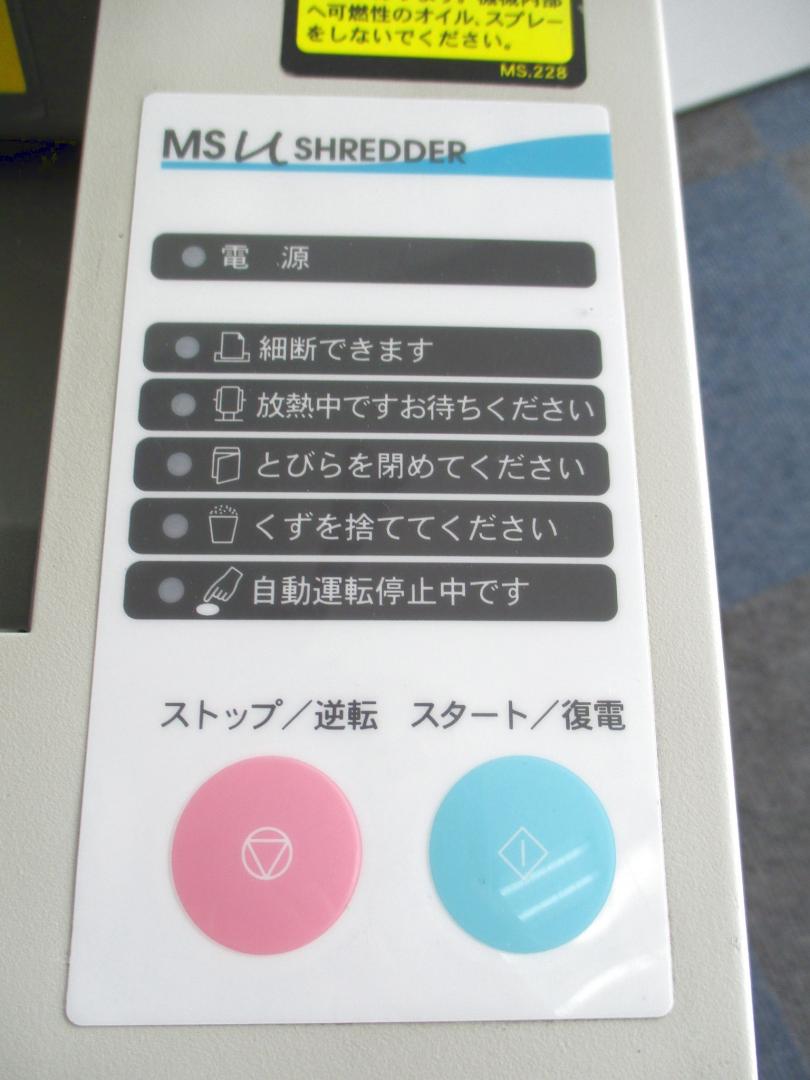 へ可燃性のオイル、スプレー
をしないでください。
MS.228
MS μ SHREDDER
電 源
細断できます
放熱中ですお待ちください
とびらを閉めてください
くずを捨ててください
自動運転停止中です
ストップ／逆転 スタート／復電